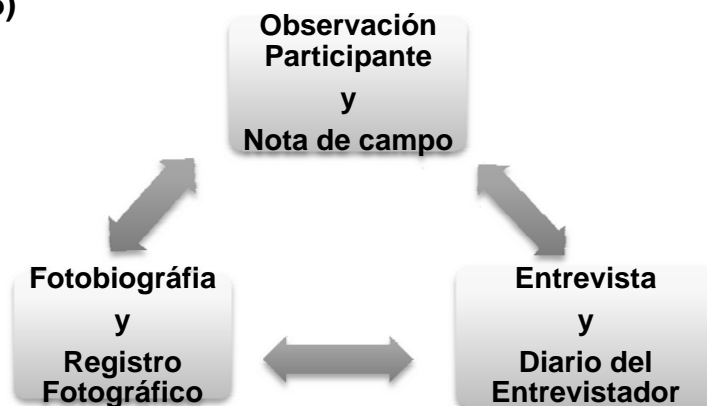 Observación
Participante
y
Nota de campo
Fotobiográfia
y
Registro
Fotográfico
Entrevista
y
Diario del
Entrevistador